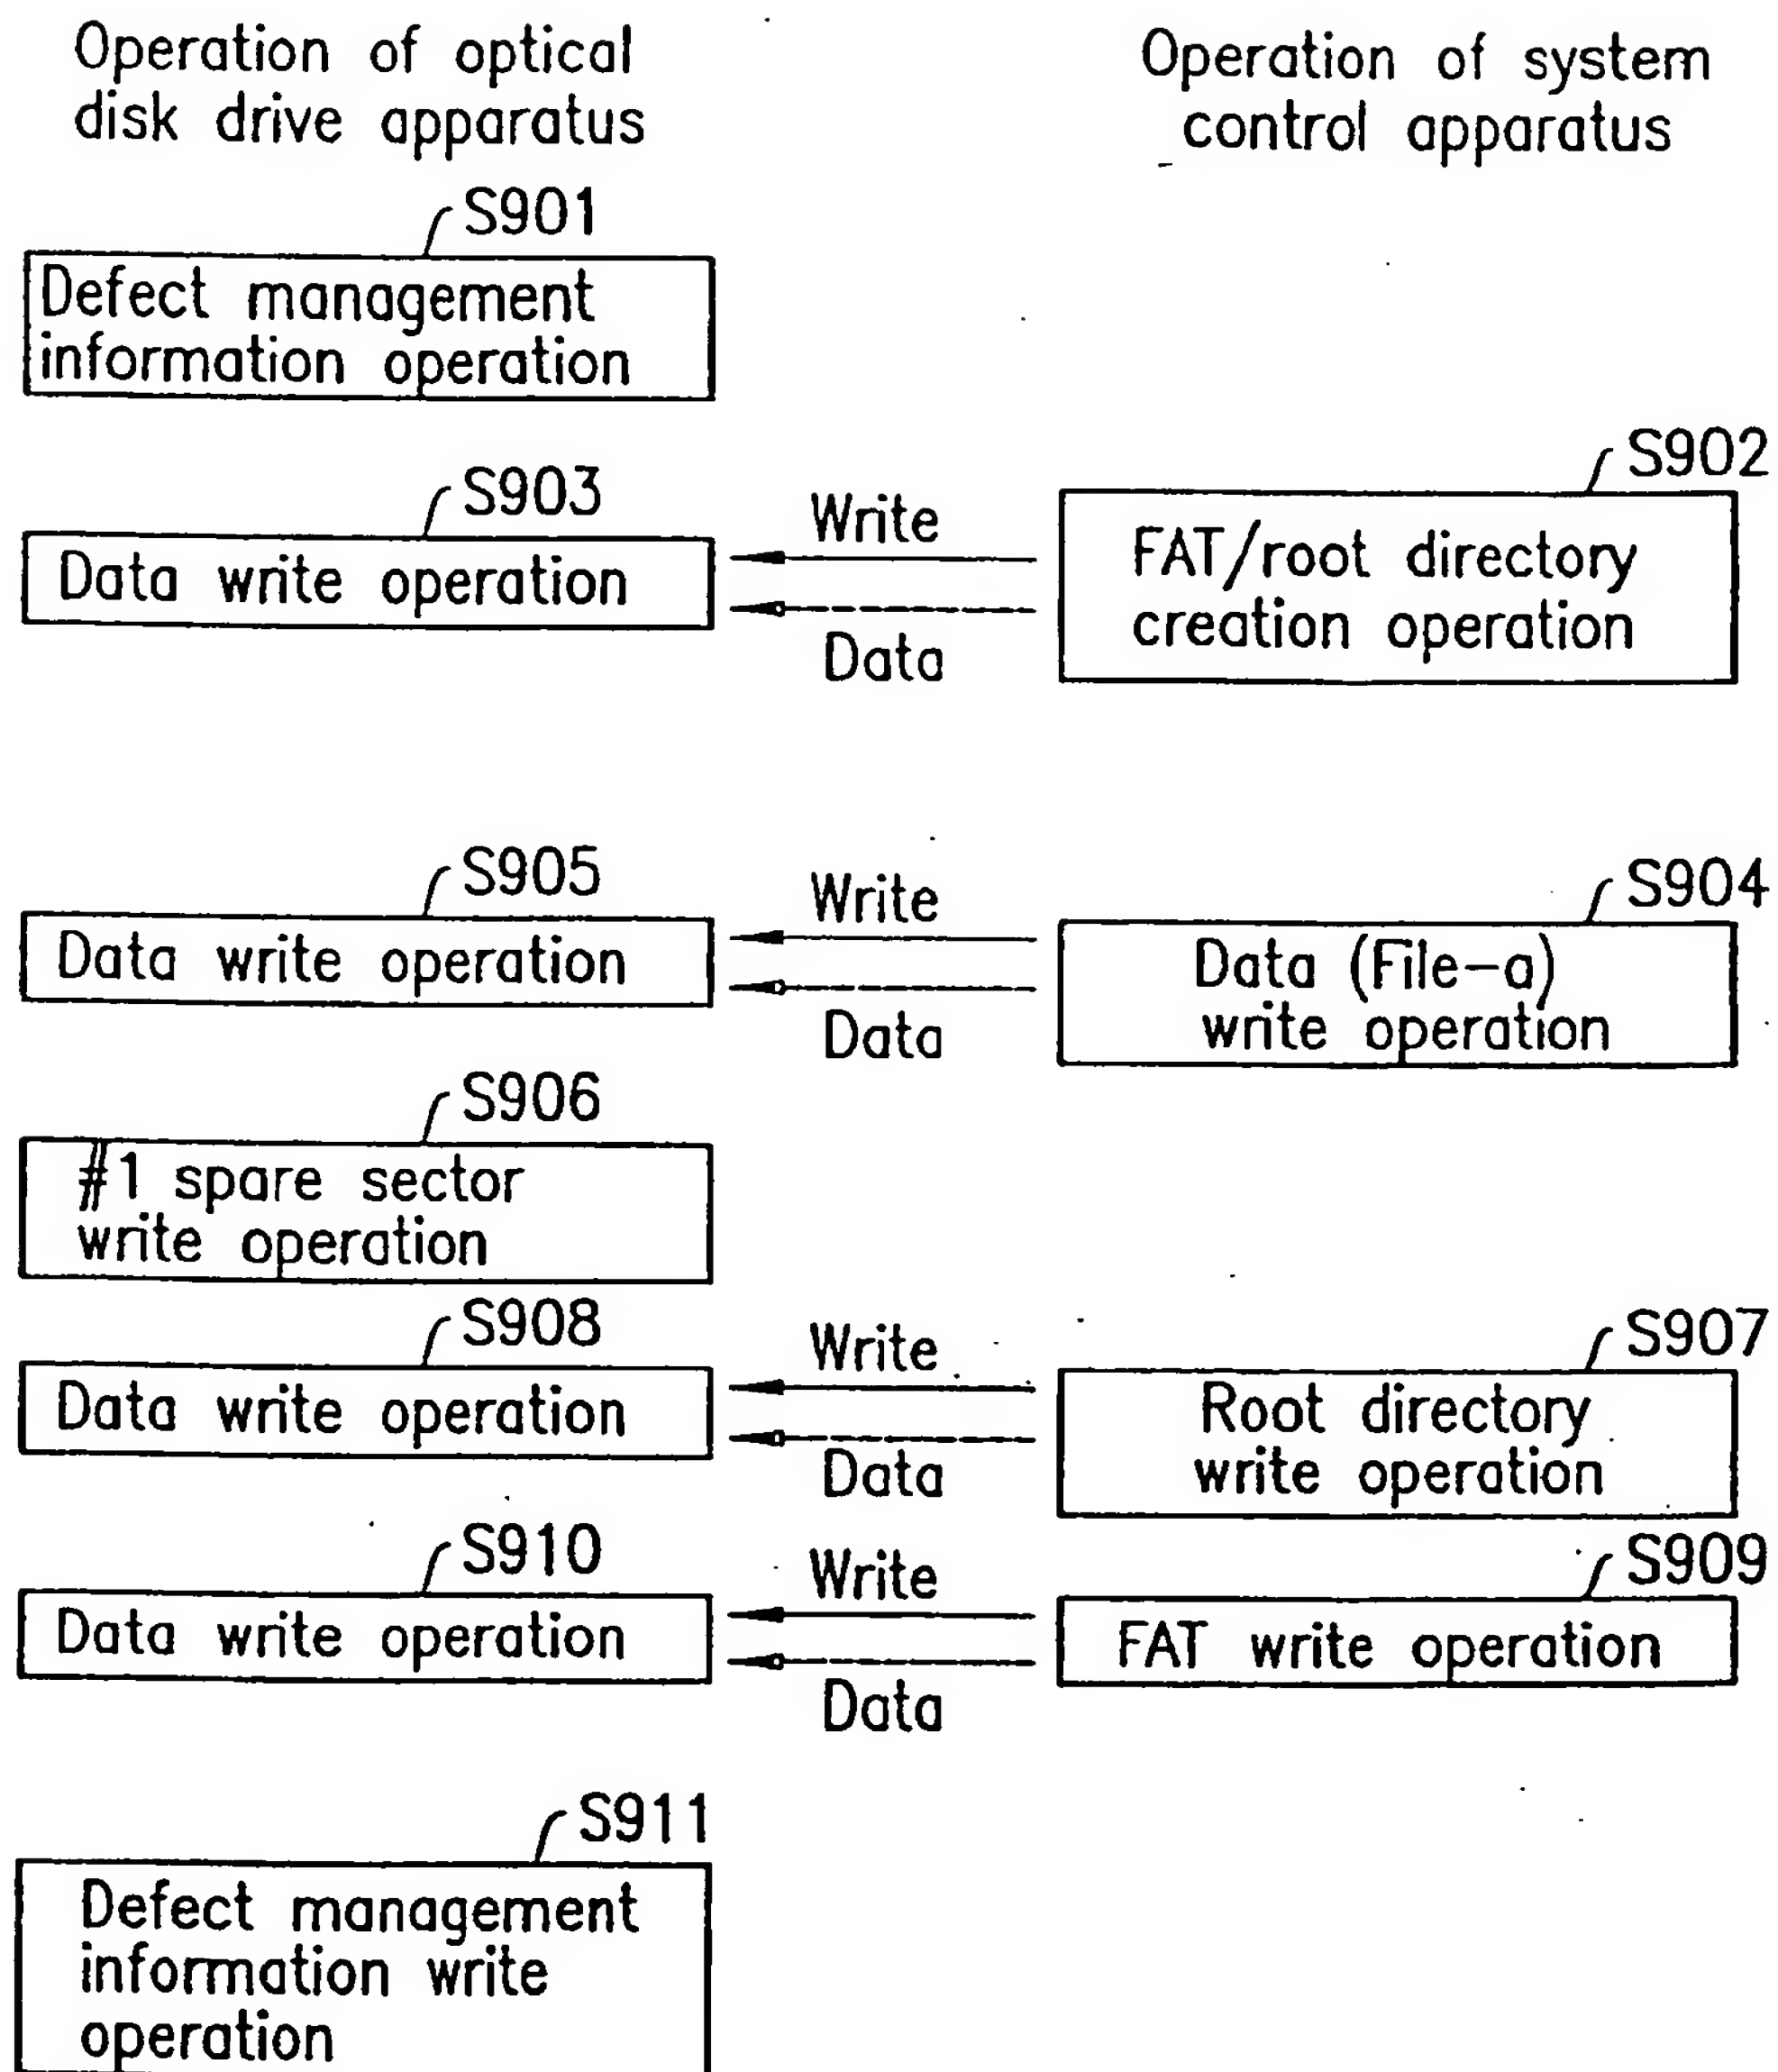 Operation of optical
disk drive apparatus
Operation of system
control apparatus
S901
Defect management
information operation
S902
FAT/root directory
creation operation
Write
Data
S903
Data write operation
S904
Data (File-a)
write operation
Write
Data
S905
Data write operation
S906
#1 spare sector
write operation
S907
Root directory
write operation
Write
Data
S908
Data write operation
S909
FAT write operation
Write
Data
S910
Data write operation
S911
Defect management
information write
operation